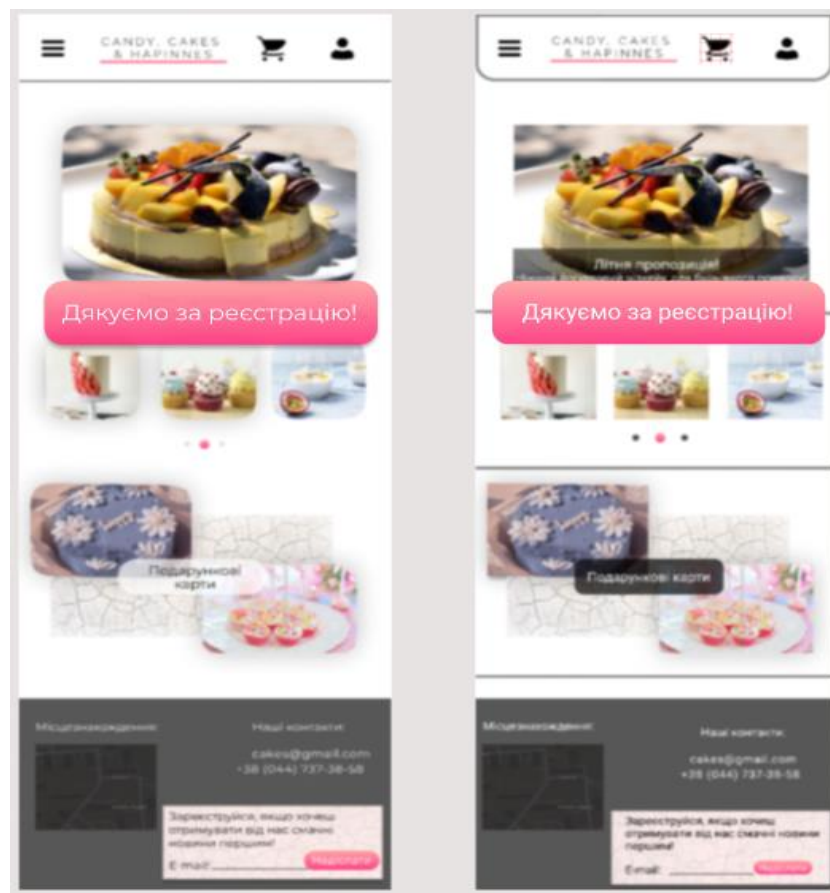 CANDY, CAKES
& HAPINNES
Дякуємо за реєстрацію!
Подарункові
карти
Місцезнаходження:
Наші контакти:
cakes@gmail.com
+38 (044) 737-38-58
Зареєструйся, якщо хочеш
отримувати від нас смачні новини
першим!
E-mail:
Надіслати
CANDY, CAKES
& HAPINNES
Літня пропозиція!
Дякуємо за реєстрацію!
Подарункові карти
Місцезнаходження:
Наші контакти:
cakes@gmail.com
+38 (044) 737-38-58
Зареєструйся, якщо хочеш
отримувати від нас смачні новини
першим!
E-mail:
Надіслати